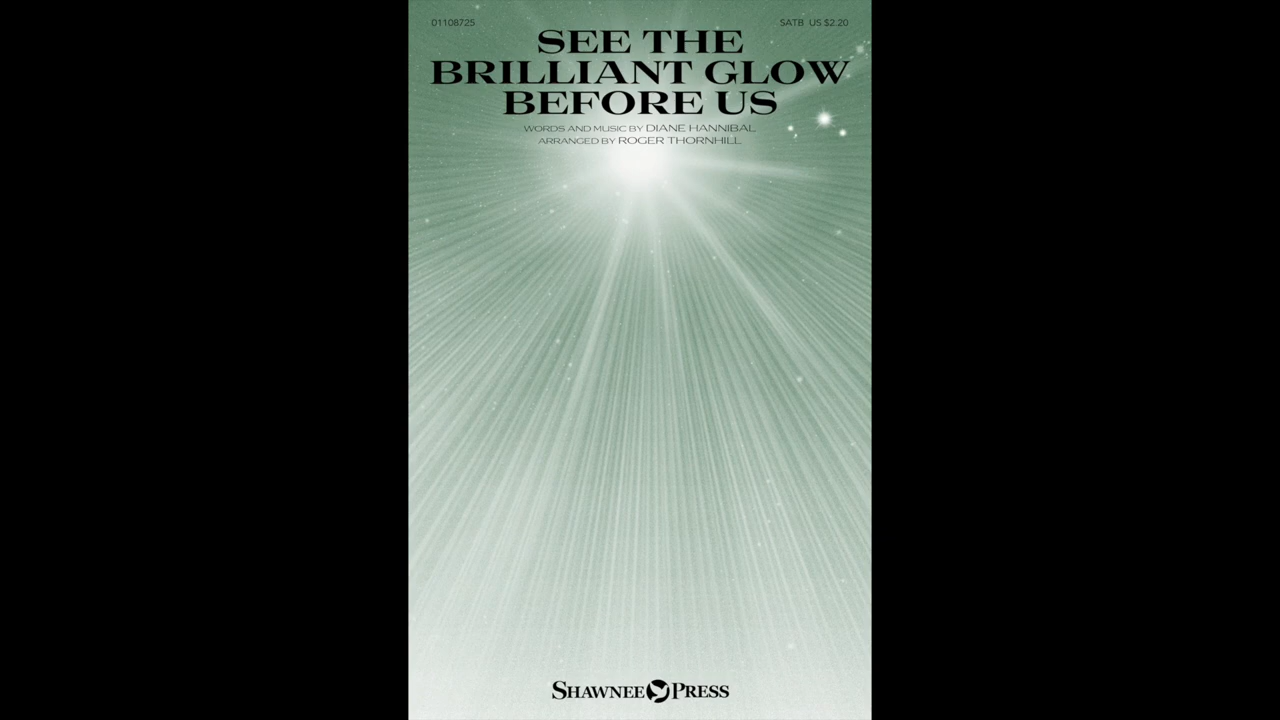 01108725
SATB US $2.20
SEE THE
BRILLIANT GLOW
BEFORE US
WORDS AND MUSIC BY DIANE HANNIBAL
ARRANGED BY ROGER THORNHILL
SHAWNEE PRESS